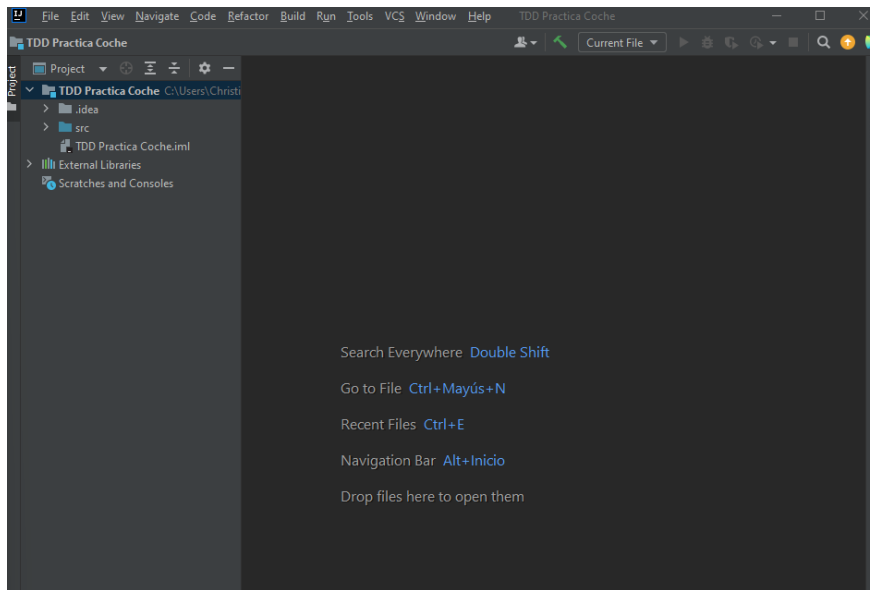 File Edit View Navigate Code Refactor Build Run Tools VCS Window Help TDD Practica Coche
TDD Practica Coche
Current File
Project
Project
TDD Practica Coche C:\Users\Christi
.idea
src
TDD Practica Coche.iml
External Libraries
Scratches and Consoles
Search Everywhere Double Shift
Go to File Ctrl+Mayús+N
Recent Files Ctrl+E
Navigation Bar Alt+Inicio
Drop files here to open them